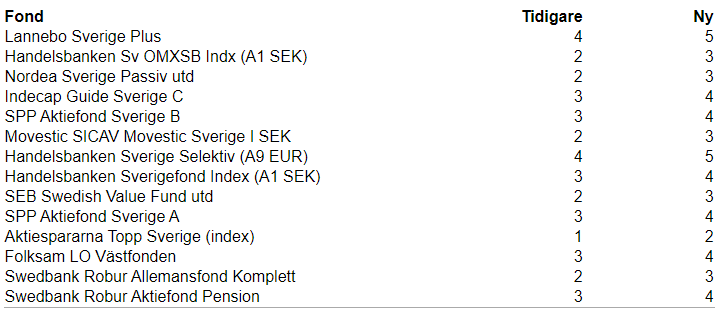 Fond Tidigare Ny
Lannebo Sverige Plus 4 5
Handelsbanken Sv OMXSB Indx (A1 SEK) 2 3
Nordea Sverige Passiv utd 2 3
Indecap Guide Sverige C 3 4
SPP Aktiefond Sverige B 3 4
Movestic SICAV Movestic Sverige I SEK 2 3
Handelsbanken Sverige Selektiv (A9 EUR) 4 5
Handelsbanken Sverigefond Index (A1 SEK) 3 4
SEB Swedish Value Fund utd 2 3
SPP Aktiefond Sverige A 3 4
Aktiespararna Topp Sverige (index) 1 2
Folksam LO Västfonden 3 4
Swedbank Robur Allemansfond Komplett 2 3
Swedbank Robur Aktiefond Pension 3 4